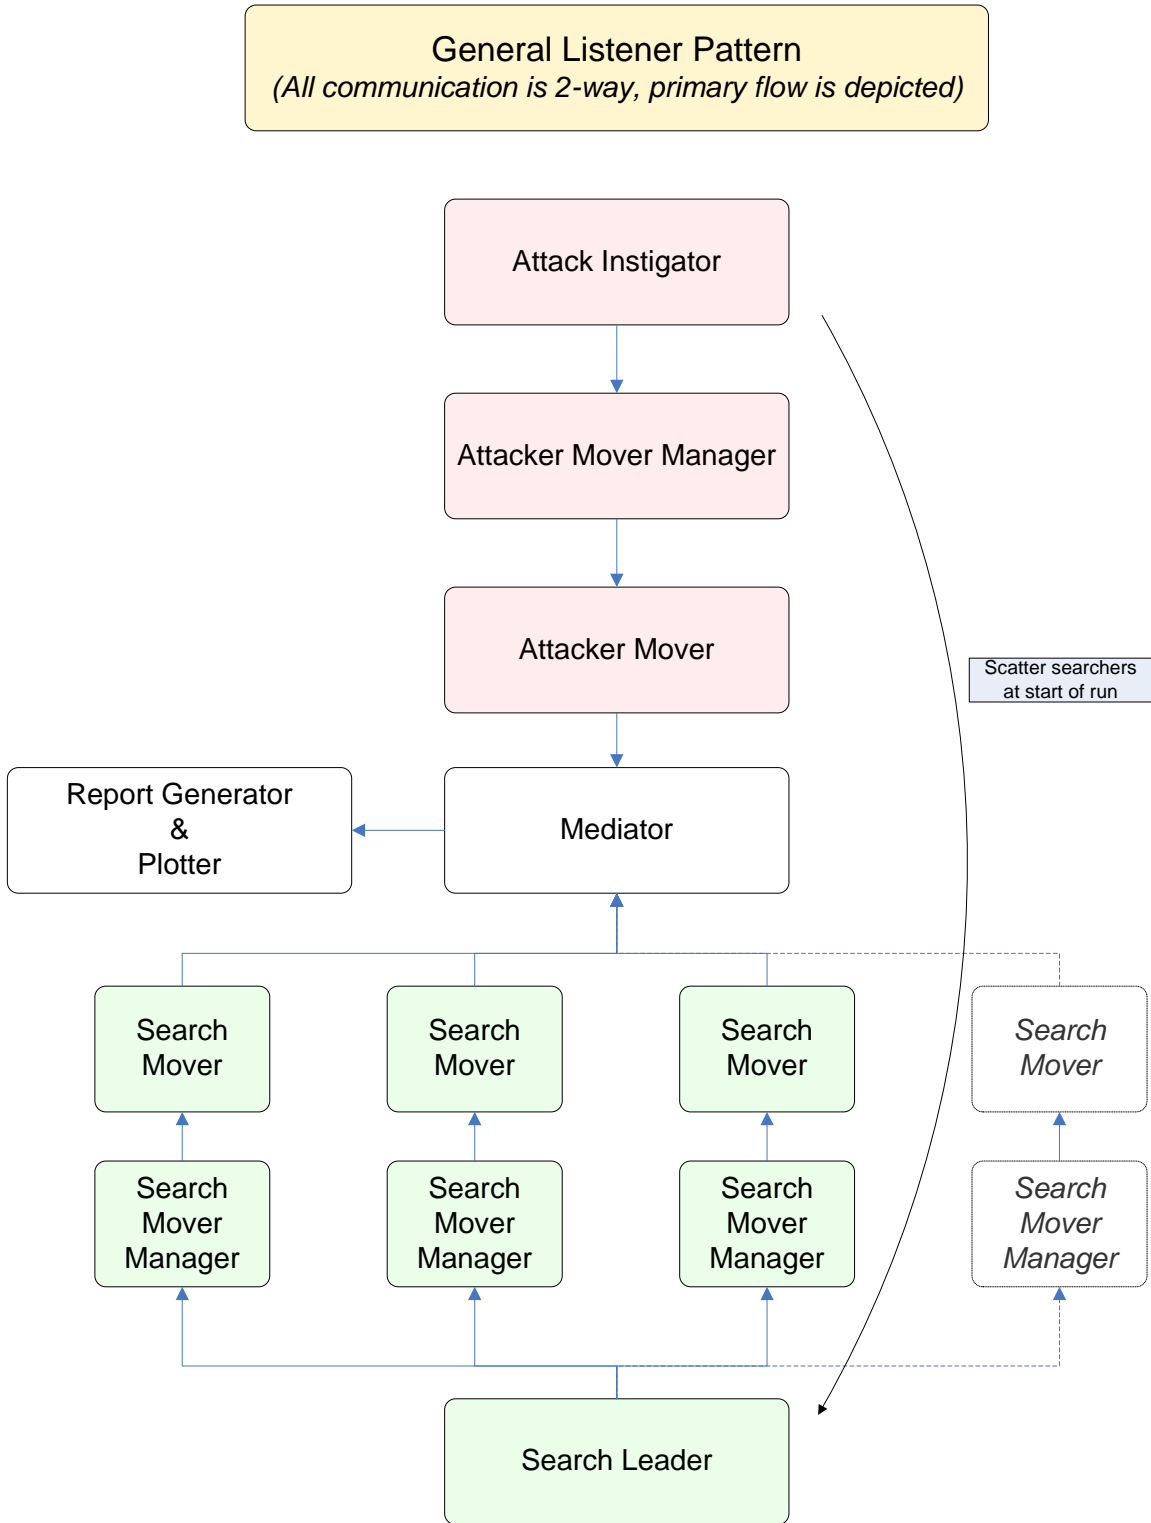 General Listener Pattern
(All communication is 2-way, primary flow is depicted)
Attack Instigator
Attacker Mover Manager
Attacker Mover
Scatter searchers
at start of run
Report Generator
&
Plotter
Mediator
Search
Mover
Search
Mover
Search
Mover
Search
Mover
Search
Mover
Manager
Search
Mover
Manager
Search
Mover
Manager
Search
Mover
Manager
Search Leader